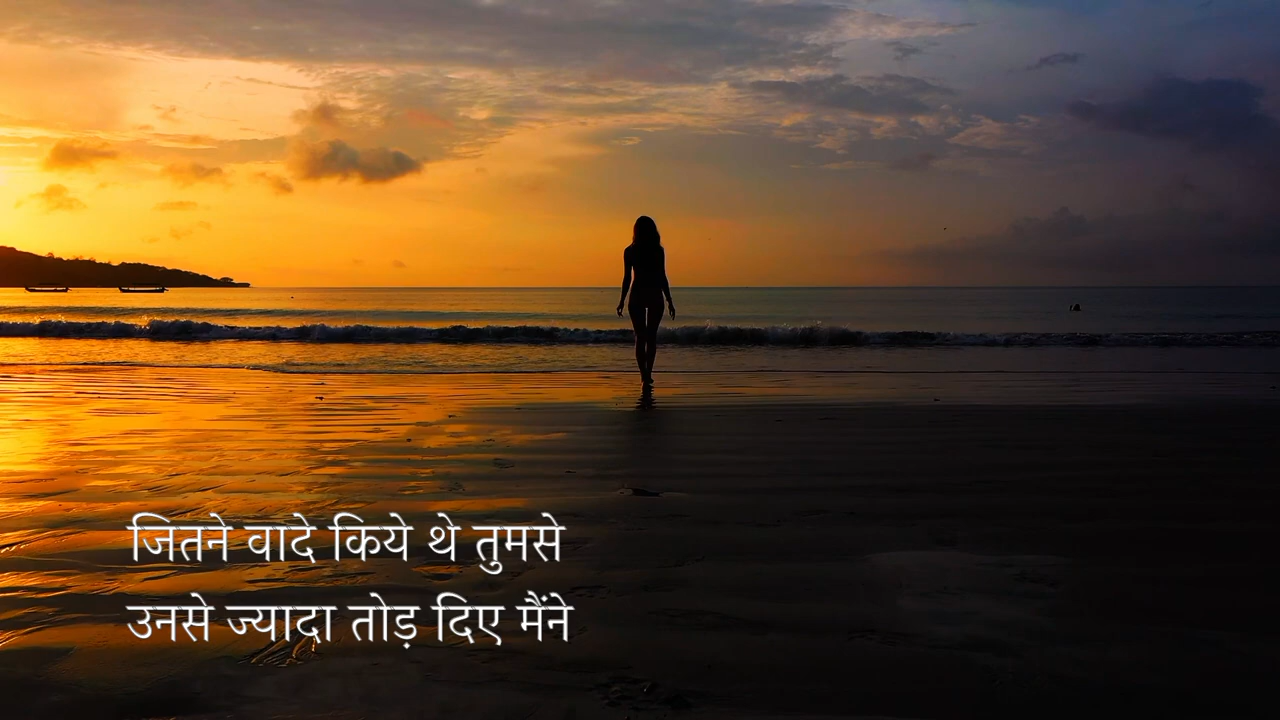 जितने वादे किये थे तुमसे
उनसे ज्यादा तोड़ दिए मैंने